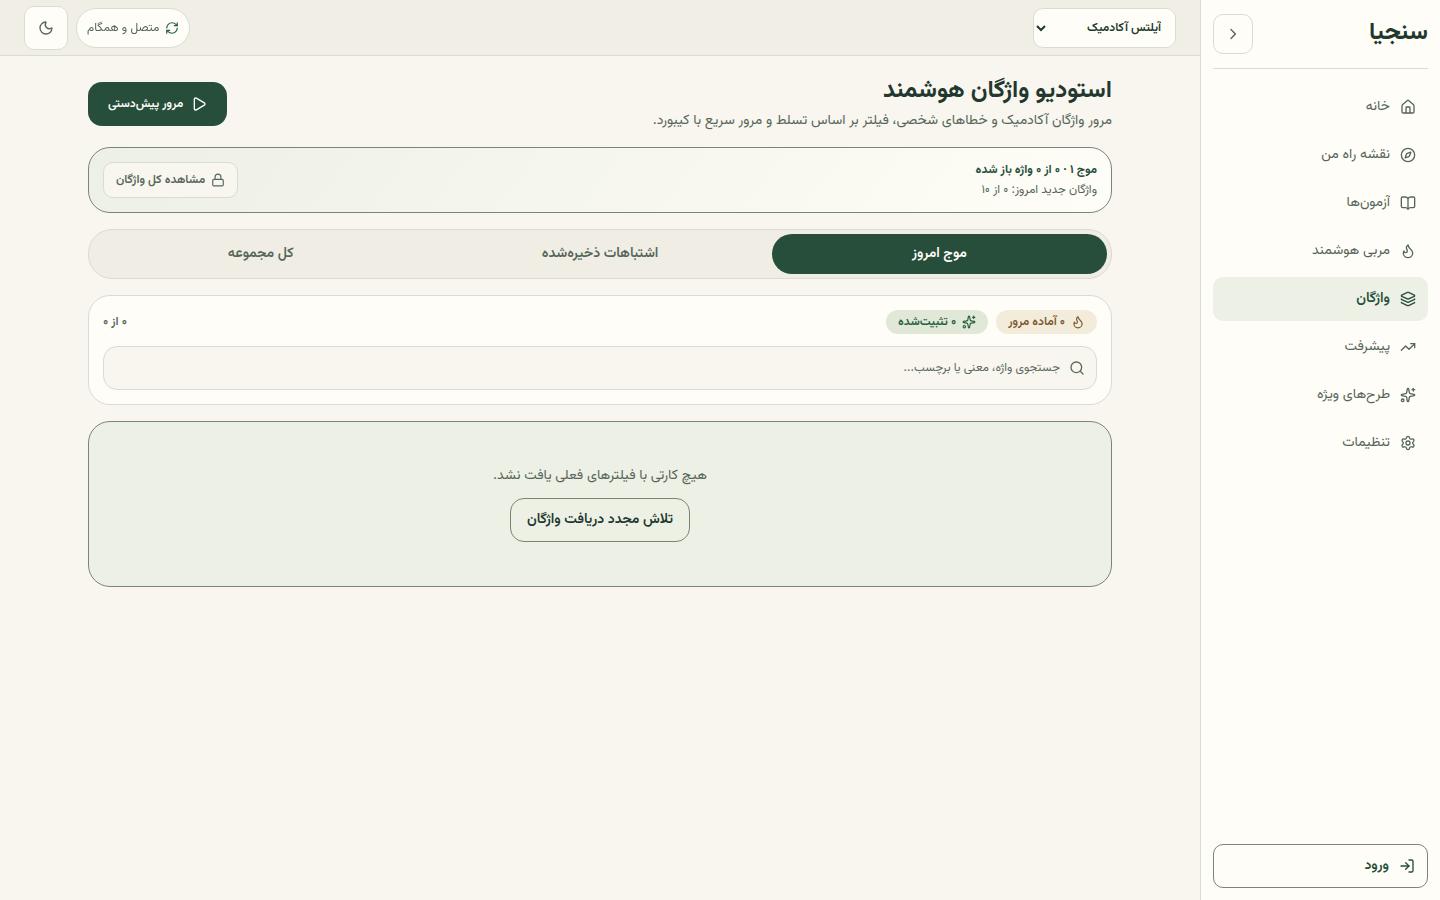 سنجیا
خانه
نقشه راه من
آزمون‌ها
مربی هوشمند
واژگان
پیشرفت
طرح‌های ویژه
تنظیمات
ورود
آیلتس آکادمیک
متصل و همگام
استودیو واژگان هوشمند
مرور واژگان آکادمیک و خطاهای شخصی، فیلتر بر اساس تسلط و مرور سریع با کیبورد.
مرور پیش‌دستی
موج ۱ · ۰ از ۰ واژه باز شده
واژگان جدید امروز: ۰ از ۱۰
مشاهده کل واژگان
موج امروز
اشتباهات ذخیره‌شده
کل مجموعه
۰ آماده مرور
۰ تثبیت‌شده
۰ از ۰
جستجوی واژه، معنی یا برچسب...
هیچ کارتی با فیلترهای فعلی یافت نشد.
تلاش مجدد دریافت واژگان